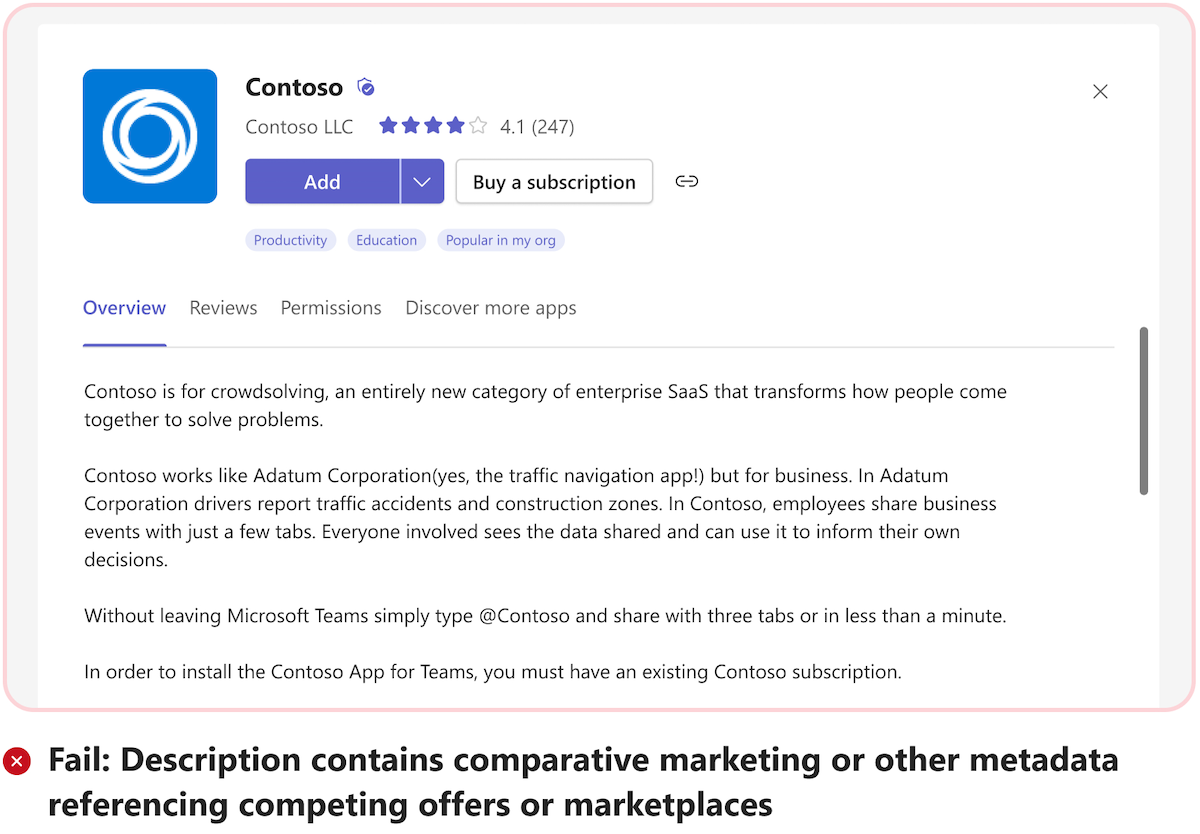 Contoso
Contoso LLC 4.1 (247)
Add Buy a subscription
Productivity Education Popular in my org
Overview Reviews Permissions Discover more apps
Contoso is for crowdsolving, an entirely new category of enterprise SaaS that transforms how people come
together to solve problems.
Contoso works like Adatum Corporation(yes, the traffic navigation app!) but for business. In Adatum
Corporation drivers report traffic accidents and construction zones. In Contoso, employees share business
events with just a few tabs. Everyone involved sees the data shared and can use it to inform their own
decisions.
Without leaving Microsoft Teams simply type @Contoso and share with three tabs or in less than a minute.
In order to install the Contoso App for Teams, you must have an existing Contoso subscription.
Fail: Description contains comparative marketing or other metadata
referencing competing offers or marketplaces